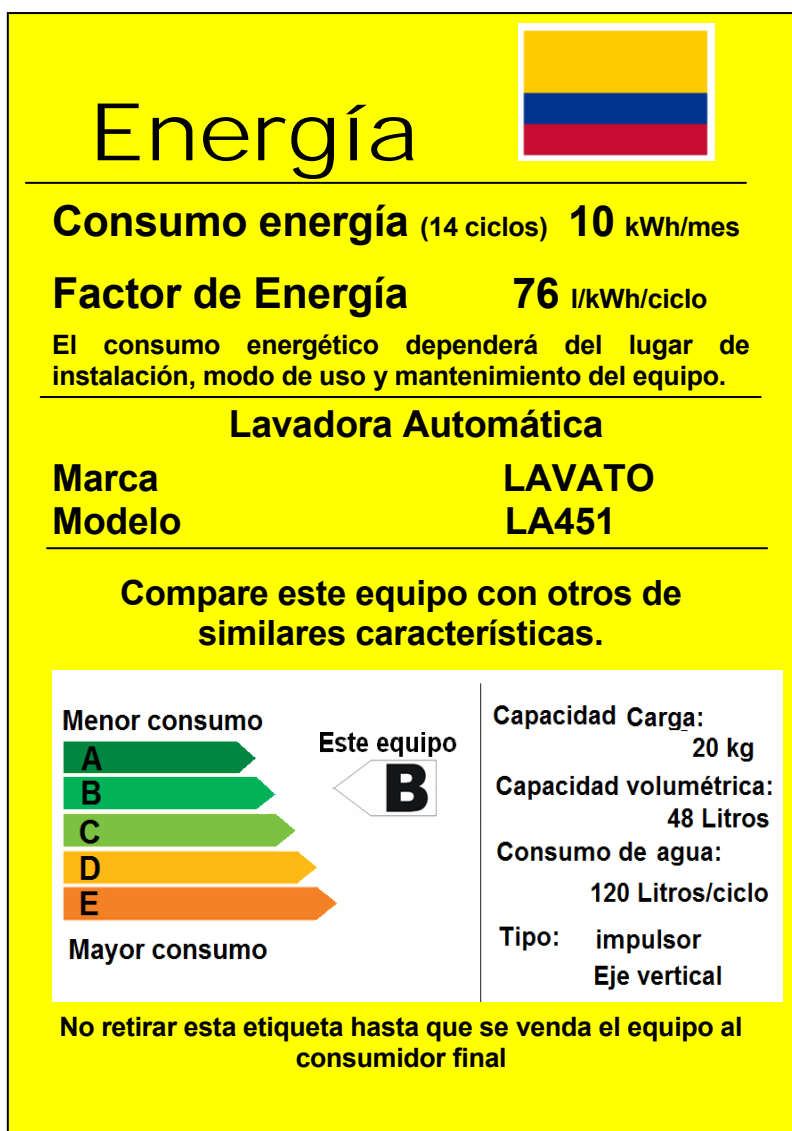 Energía
Consumo energía (14 ciclos) 10 kWh/mes
Factor de Energía 76 l/kWh/ciclo
El consumo energético dependerá del lugar de
instalación, modo de uso y mantenimiento del equipo.
Lavadora Automática
Marca LAVATO
Modelo LA451
Compare este equipo con otros de
similares características.
Menor consumo
A
B
C
D
E
Mayor consumo
Este equipo
B
Capacidad Carga:
20 kg
Capacidad volumétrica:
48 Litros
Consumo de agua:
120 Litros/ciclo
Tipo: impulsor
Eje vertical
No retirar esta etiqueta hasta que se venda el equipo al
consumidor final